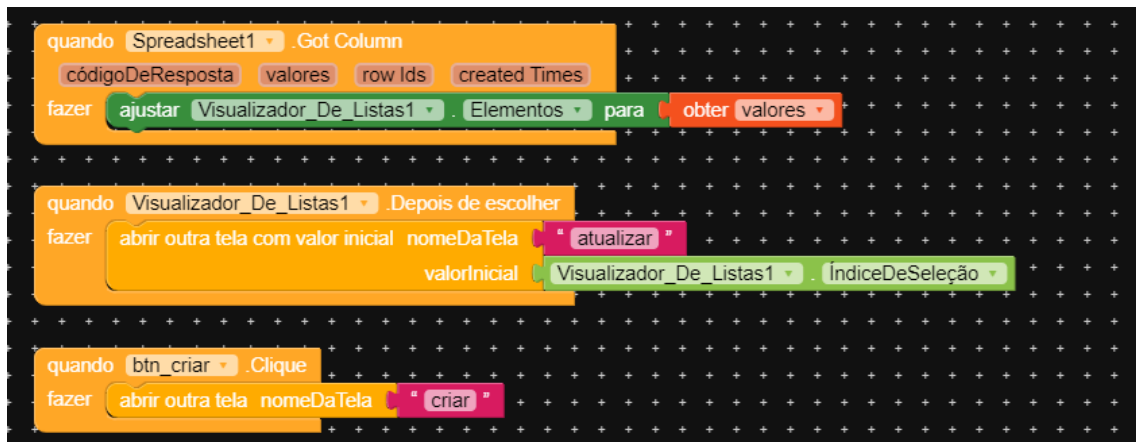 quando Spreadsheet1 .Got Column
códigoDeResposta valores row Ids created Times
fazer ajustar Visualizador_De_Listas1 . Elementos para obter valores
quando Visualizador_De_Listas1 .Depois de escolher
fazer abrir outra tela com valor inicial nomeDaTela " atualizar "
valorInicial Visualizador_De_Listas1 . ÍndiceDeSeleção
quando btn_criar .Clique
fazer abrir outra tela nomeDaTela " criar "